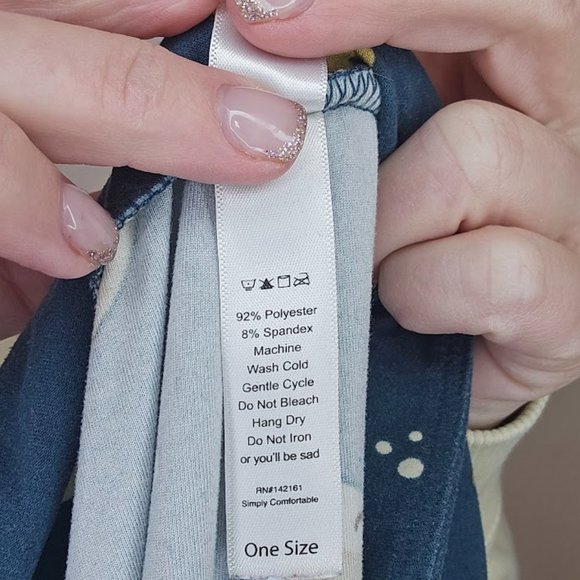 92% Polyester
8% Spandex
Machine
Wash Cold
Gentle Cycle
Do Not Bleach
Hang Dry
Do Not Iron
or you'll be sad
RN#142161
Simply Comfortable
One Size